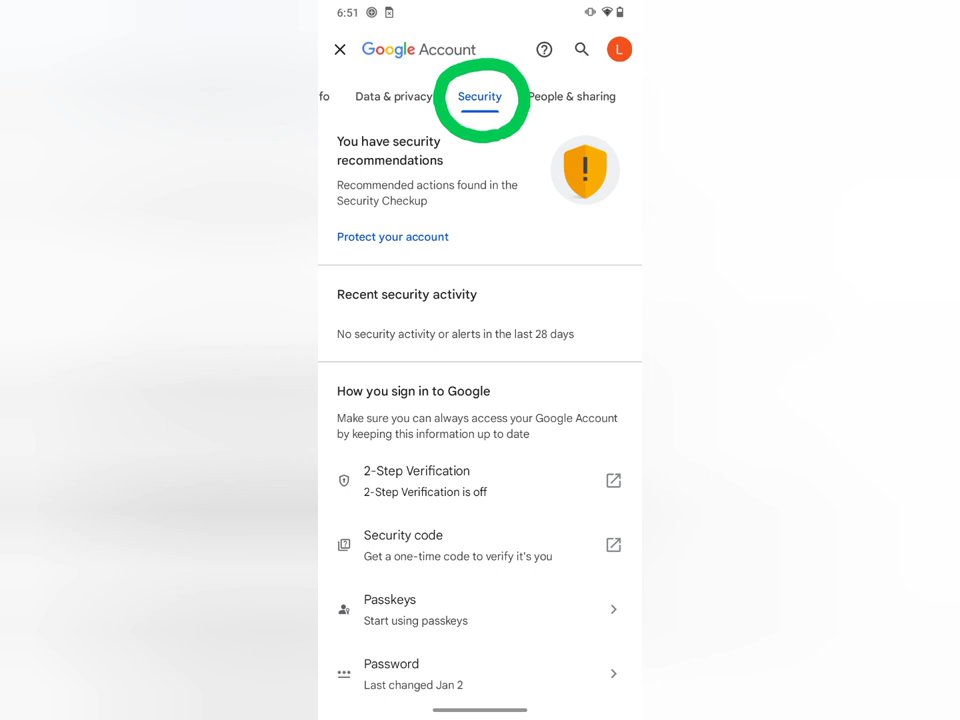 6:51
Google Account
L
fo Data & privacy Security People & sharing
You have security
recommendations
Recommended actions found in the
Security Checkup
Protect your account
Recent security activity
No security activity or alerts in the last 28 days
How you sign in to Google
Make sure you can always access your Google Account
by keeping this information up to date
2-Step Verification
2-Step Verification is off
Security code
Get a one-time code to verify it's you
Passkeys
Start using passkeys
Password
Last changed Jan 2